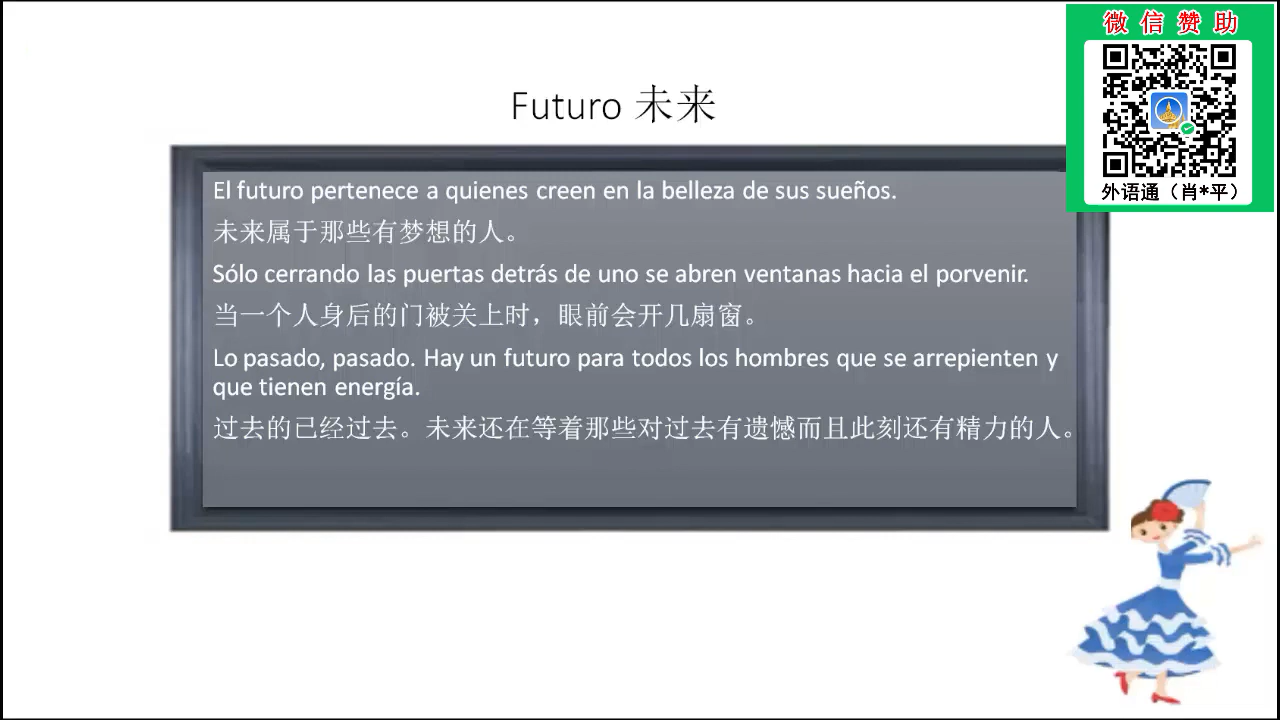 微信赞助
外语通（肖*平）
Futuro 未来
El futuro pertenece a quienes creen en la belleza de sus sueños.
未来属于那些有梦想的人。
Sólo cerrando las puertas detrás de uno se abren ventanas hacia el porvenir.
当一个人身后的门被关上时，眼前会开几扇窗。
Lo pasado, pasado. Hay un futuro para todos los hombres que se arrepienten y
que tienen energía.
过去的已经过去。未来还在等着那些对过去有遗憾而且此刻还有精力的人。